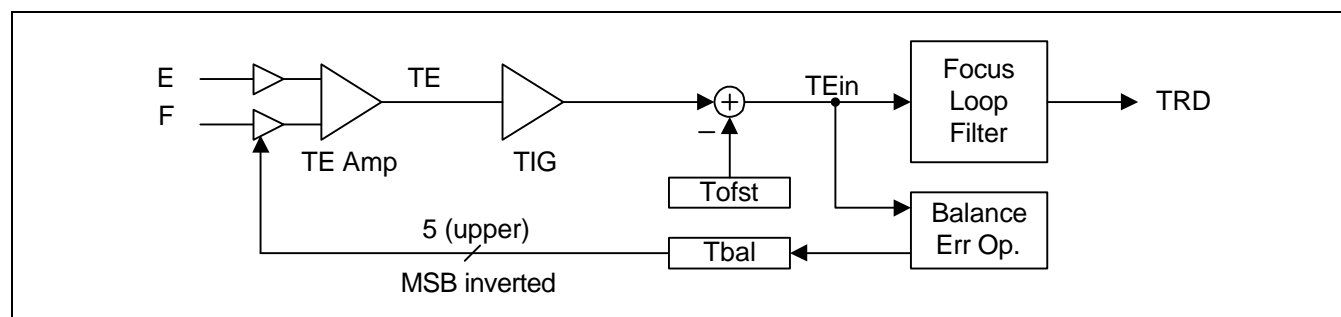 E
F
TE Amp
TE
TIG
–
+
Tofst
TEin
Focus
Loop
Filter
TRD
Balance
Err Op.
Tbal
5 (upper)
MSB inverted